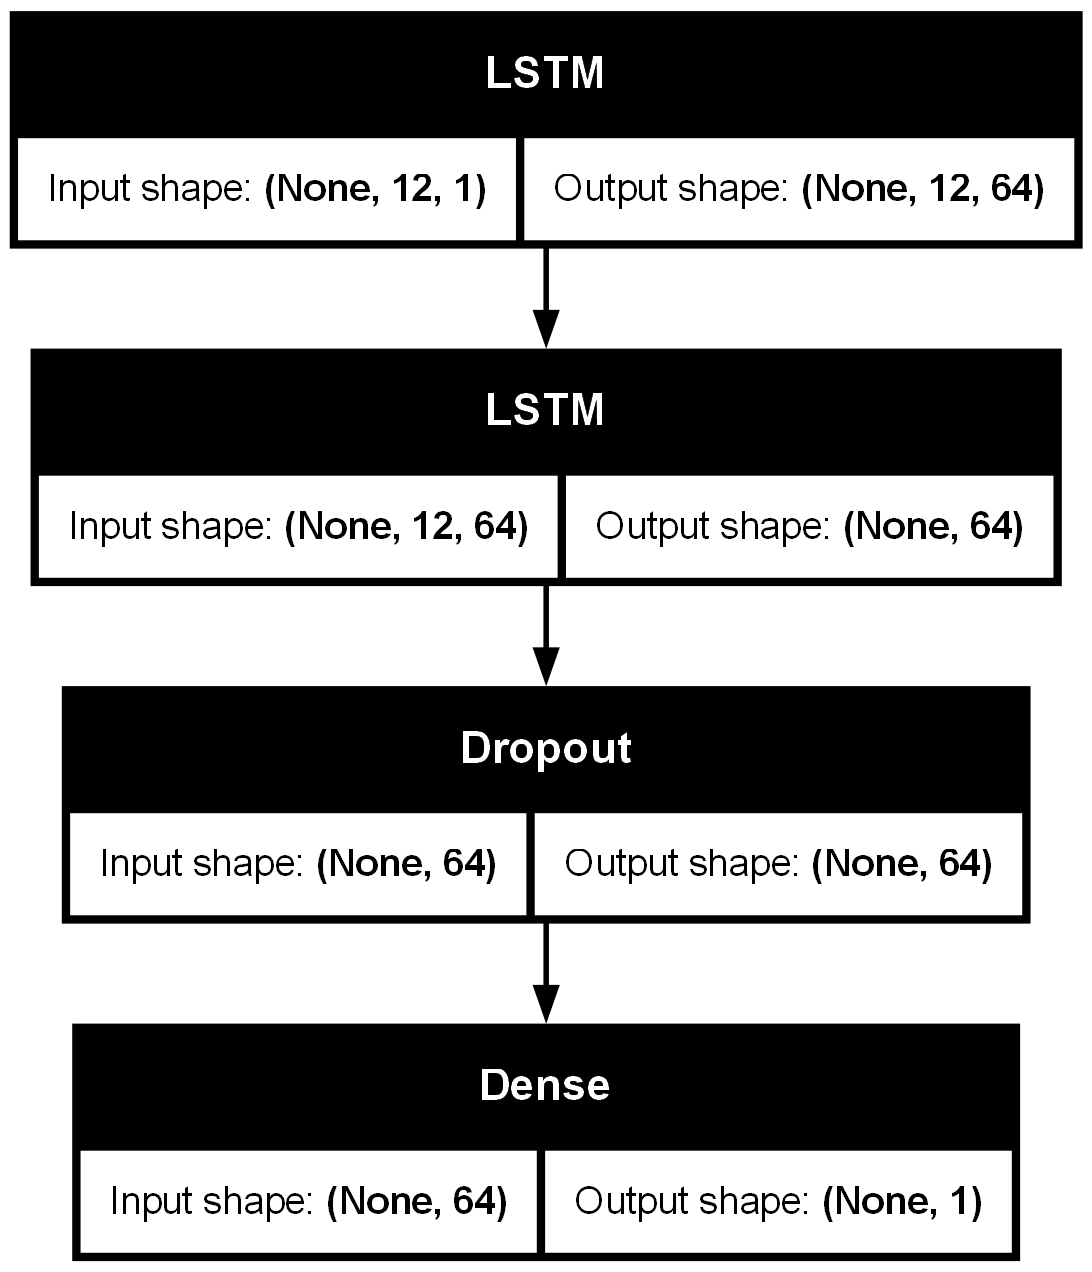 LSTM
Input shape: (None, 12, 1) Output shape: (None, 12, 64)
LSTM
Input shape: (None, 12, 64) Output shape: (None, 64)
Dropout
Input shape: (None, 64) Output shape: (None, 64)
Dense
Input shape: (None, 64) Output shape: (None, 1)